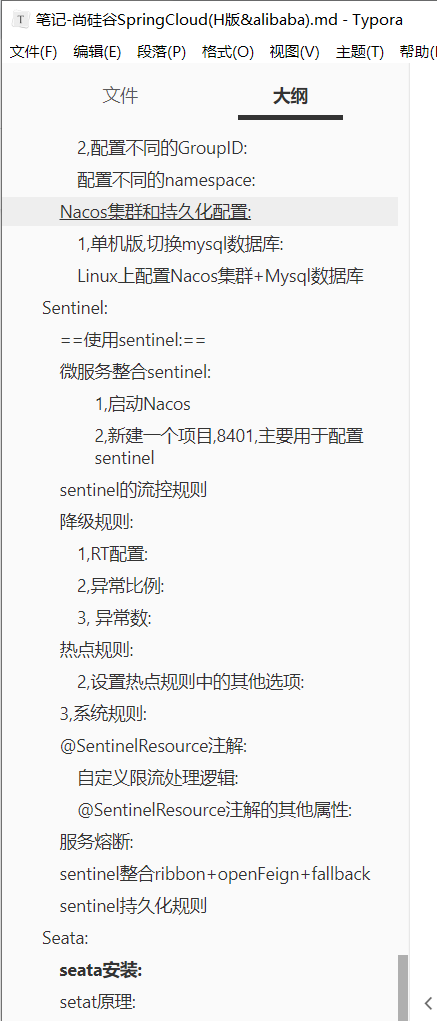 T 笔记-尚硅谷SpringCloud(H版&alibaba).md - Typora
文件(F) 编辑(E) 段落(P) 格式(O) 视图(V) 主题(T) 帮助(
文件 大纲
2,配置不同的GroupID:
配置不同的namespace:
Nacos集群和持久化配置:
1,单机版,切换mysql数据库:
Linux上配置Nacos集群+Mysql数据库
Sentinel:
==使用sentinel:==
微服务整合sentinel:
1,启动Nacos
2,新建一个项目,8401,主要用于配置
sentinel
sentinel的流控规则
降级规则:
1,RT配置:
2,异常比例:
3, 异常数:
热点规则:
2,设置热点规则中的其他选项:
3,系统规则:
@SentinelResource注解:
自定义限流处理逻辑:
@SentinelResource注解的其他属性:
服务熔断:
sentinel整合ribbon+openFeign+fallback
sentinel持久化规则
Seata:
seata安装:
setat原理: